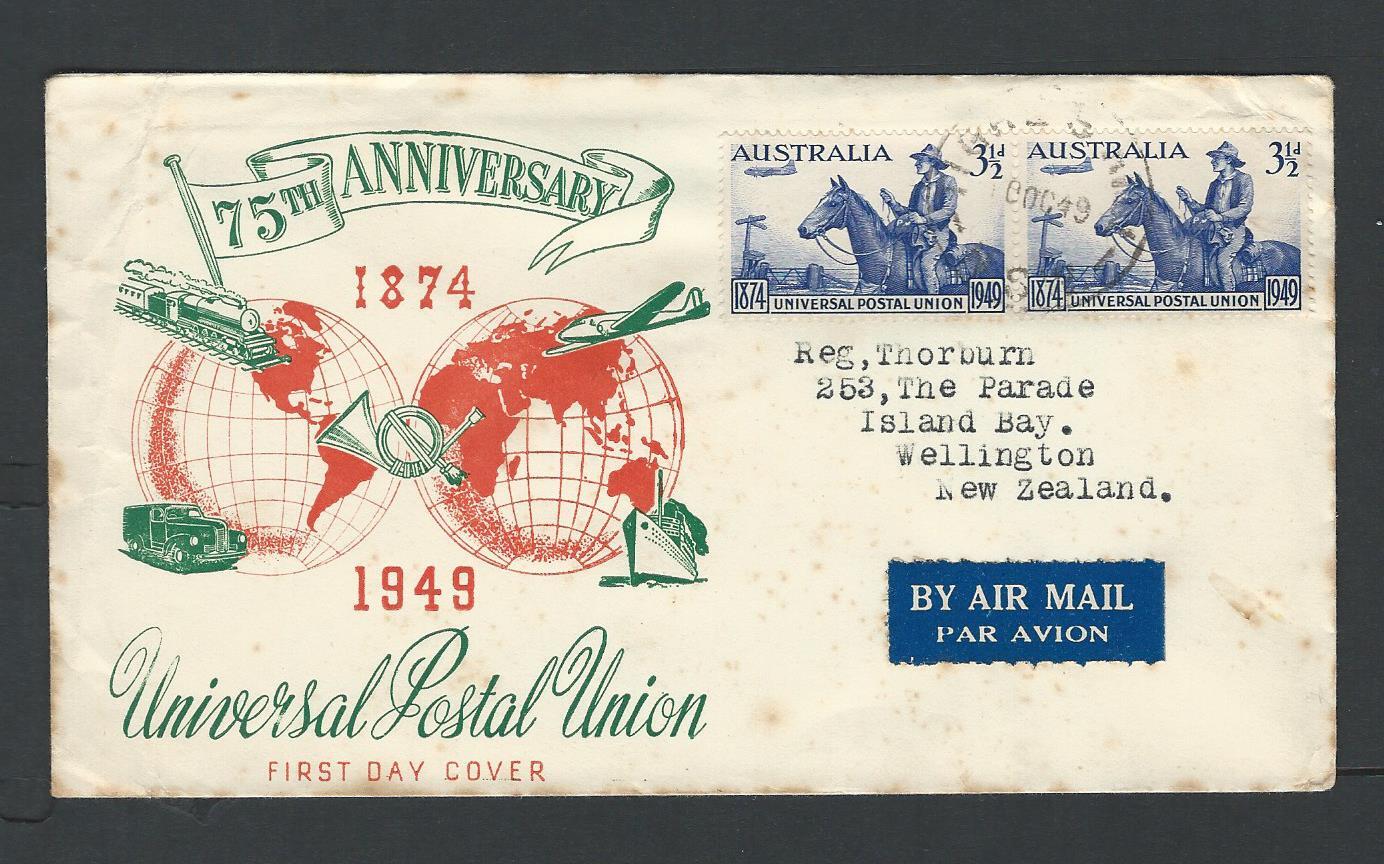 75TH ANNIVERSARY
1874
1949
Universal Postal Union
FIRST DAY COVER
AUSTRALIA 3½d
1874 UNIVERSAL POSTAL UNION 1949
AUSTRALIA 3½d
1874 UNIVERSAL POSTAL UNION 1949
OC 49
Reg,Thorburn
253,The Parade
Island Bay.
Wellington
New Zealand.
BY AIR MAIL
PAR AVION